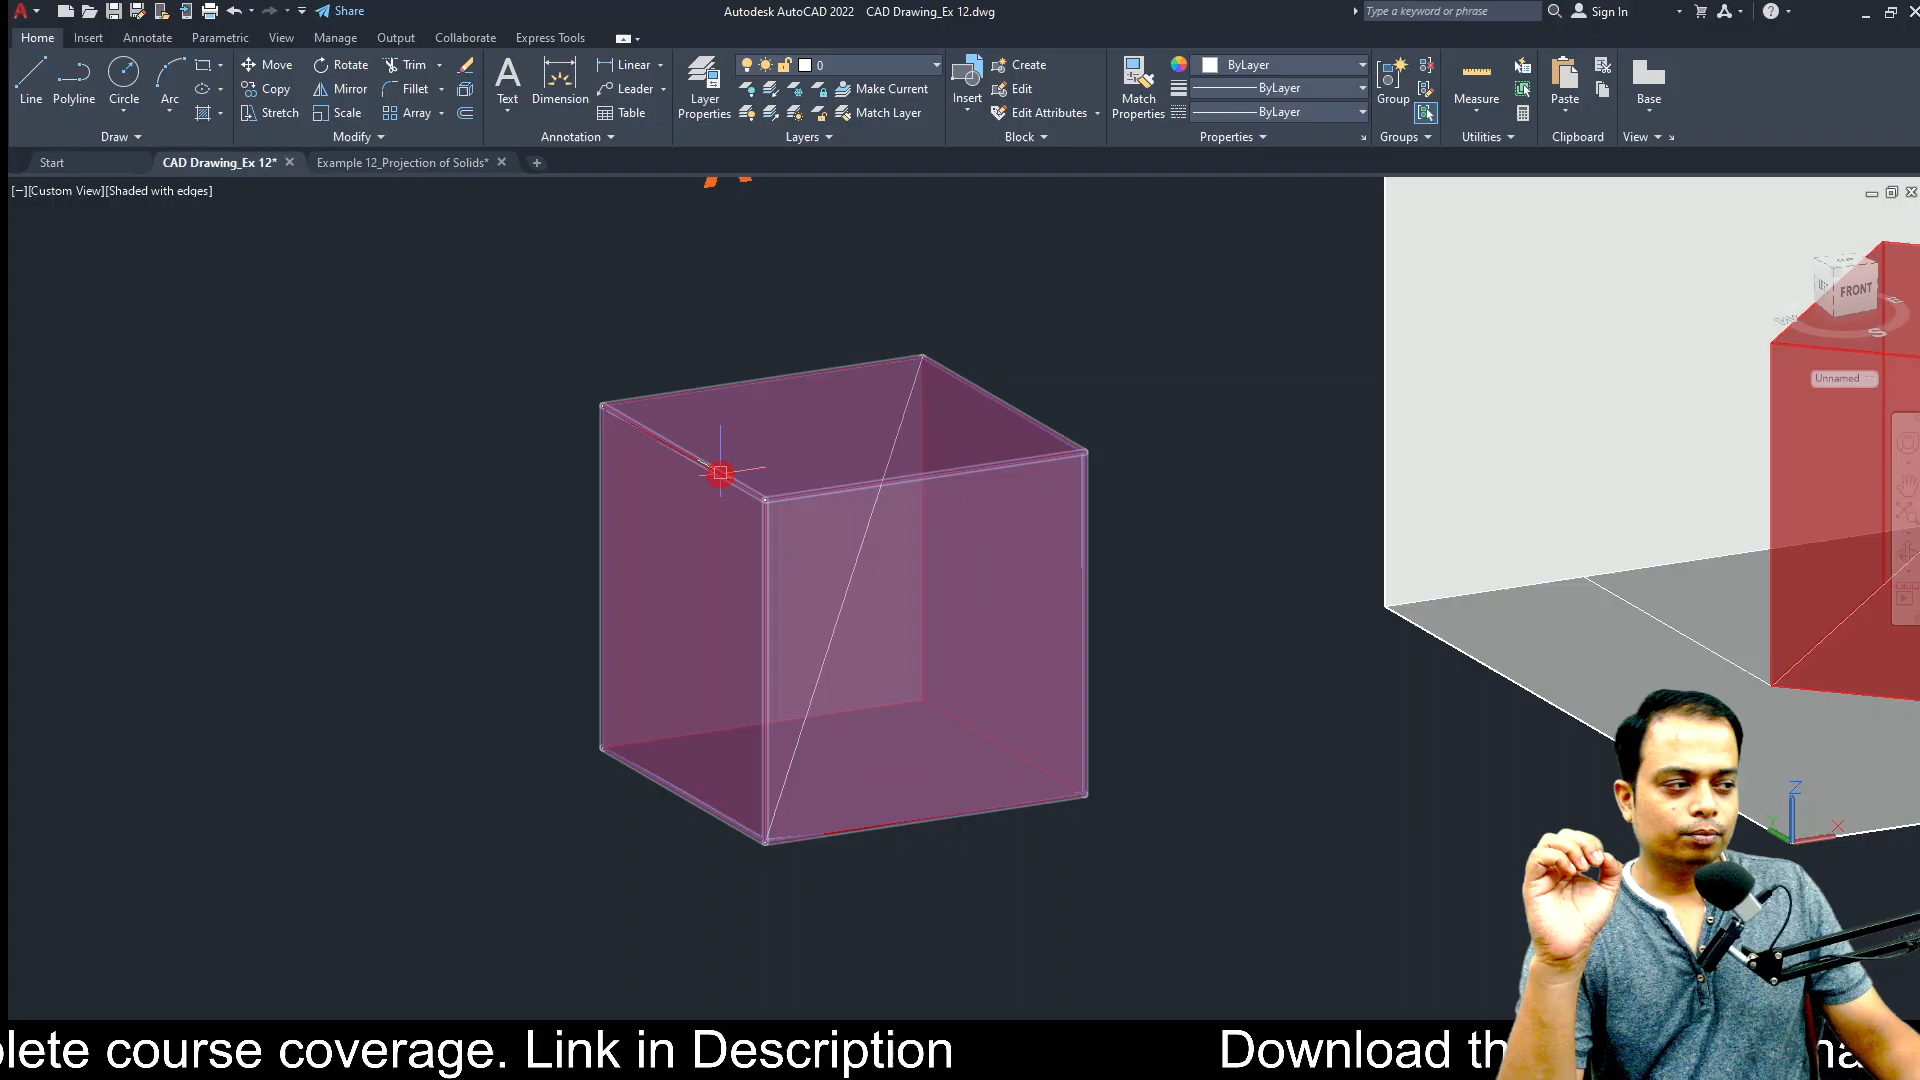 Share
Autodesk AutoCAD 2022 CAD Drawing_Ex 12.dwg
Type a keyword or phrase
Sign In
Home Insert Annotate Parametric View Manage Output Collaborate Express Tools
Line Polyline Circle Arc
Move Rotate Trim
Copy Mirror Fillet
Stretch Scale Array
Text Dimension
Linear
Leader
Table
Layer Properties
0
Make Current
Match Layer
Insert
Create
Edit
Edit Attributes
Match Properties
ByLayer
ByLayer
ByLayer
Group
Measure
Paste
Base
Draw Modify Annotation Layers Block Properties Groups Utilities Clipboard View
Start CAD Drawing_Ex 12* Example 12_Projection of Solids*
[−][Custom View][Shaded with edges]
FRONT
W
S
Unnamed
Z
Y
X
plete course coverage. Link in Description Download th